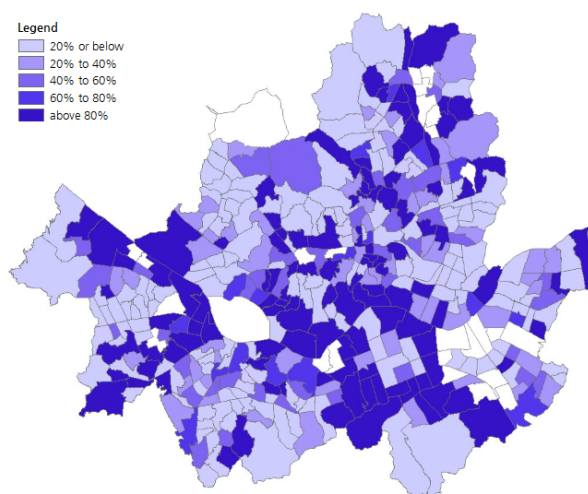 Legend
20% or below
20% to 40%
40% to 60%
60% to 80%
above 80%